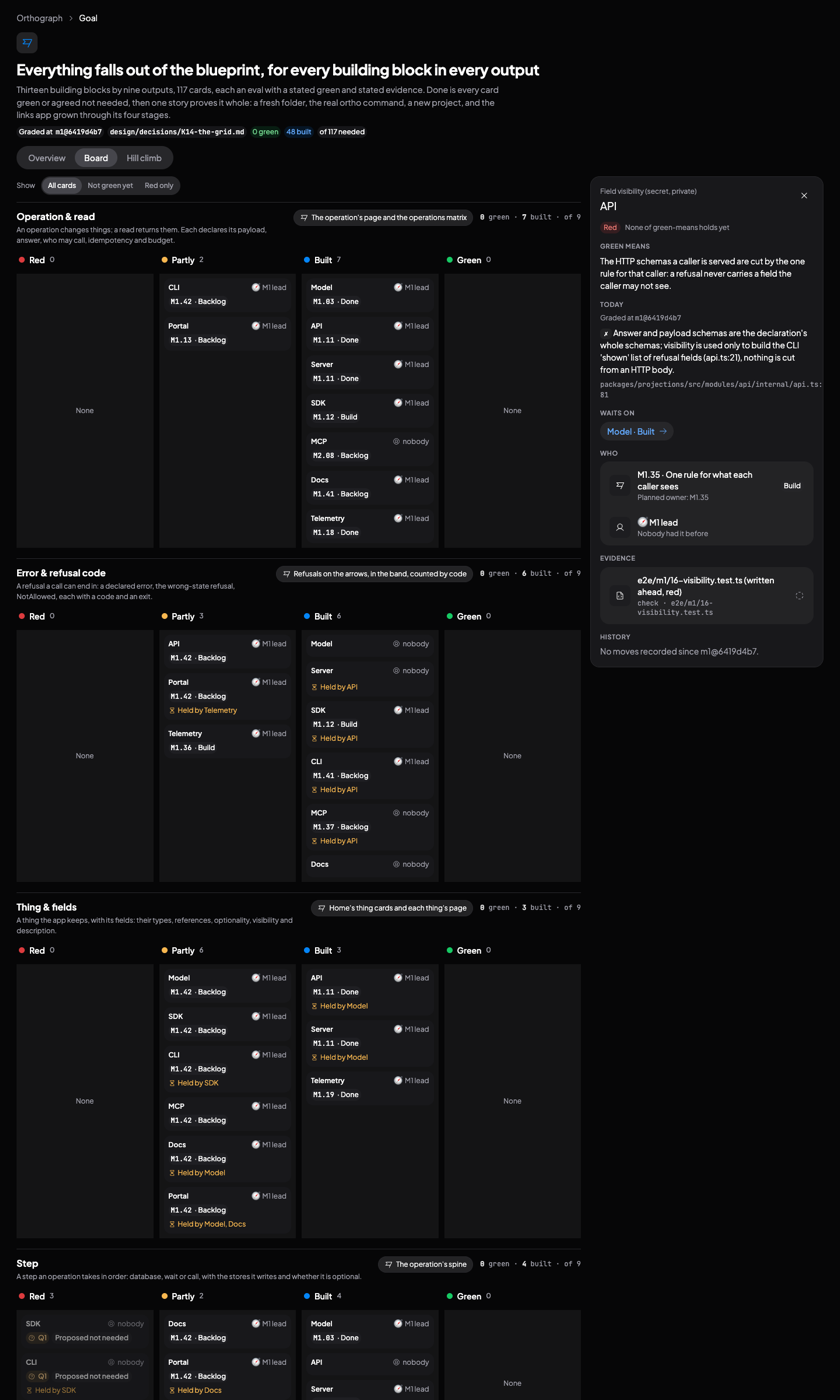 Orthograph > Goal
Everything falls out of the blueprint, for every building block in every output
Thirteen building blocks by nine outputs, 117 cards, each an eval with a stated green and stated evidence. Done is every card
green or agreed not needed, then one story proves it whole: a fresh folder, the real ortho command, a new project, and the
links app grown through its four stages.
Graded at m1@6419d4b7 design/decisions/K14-the-grid.md 0 green 48 built of 117 needed
Overview Board Hill climb
Show All cards Not green yet Red only
Operation & read
An operation changes things; a read returns them. Each declares its payload,
answer, who may call, idempotency and budget.
The operation's page and the operations matrix
0 green · 7 built · of 9
Red 0
None
Partly 2
CLI M1 lead
M1.42 · Backlog
Portal M1 lead
M1.13 · Backlog
Built 7
Model M1 lead
M1.03 · Done
API M1 lead
M1.11 · Done
Server M1 lead
M1.11 · Done
SDK M1 lead
M1.12 · Build
MCP nobody
M2.08 · Backlog
Docs M1 lead
M1.41 · Backlog
Telemetry M1 lead
M1.18 · Done
Green 0
None
Error & refusal code
A refusal a call can end in: a declared error, the wrong-state refusal,
NotAllowed, each with a code and an exit.
Refusals on the arrows, in the band, counted by code
0 green · 6 built · of 9
Red 0
None
Partly 3
API M1 lead
M1.42 · Backlog
Portal M1 lead
M1.42 · Backlog
Held by Telemetry
Telemetry M1 lead
M1.36 · Build
Built 6
Model nobody
Server nobody
Held by API
SDK M1 lead
M1.12 · Build
Held by API
CLI M1 lead
M1.41 · Backlog
Held by API
MCP nobody
M1.37 · Backlog
Held by API
Docs nobody
Green 0
None
Thing & fields
A thing the app keeps, with its fields: their types, references, optionality, visibility and
description.
Home's thing cards and each thing's page
0 green · 3 built · of 9
Red 0
None
Partly 6
Model M1 lead
M1.42 · Backlog
SDK M1 lead
M1.42 · Backlog
CLI M1 lead
M1.42 · Backlog
Held by SDK
MCP M1 lead
M1.42 · Backlog
Docs M1 lead
M1.42 · Backlog
Held by Model
Portal M1 lead
M1.42 · Backlog
Held by Model, Docs
Built 3
API M1 lead
M1.11 · Done
Held by Model
Server M1 lead
M1.11 · Done
Held by Model
Telemetry M1 lead
M1.19 · Done
Green 0
None
Step
A step an operation takes in order: database, wait or call, with the stores it writes and whether it is optional.
The operation's spine
0 green · 4 built · of 9
Red 3
SDK nobody
Q1 Proposed not needed
CLI nobody
Q1 Proposed not needed
Held by SDK
Partly 2
Docs M1 lead
M1.42 · Backlog
Portal M1 lead
M1.42 · Backlog
Held by Docs
Built 4
Model M1 lead
M1.03 · Done
API nobody
Server M1 lead
Green 0
None
Field visibility (secret, private)
API
Red None of green-means holds yet
GREEN MEANS
The HTTP schemas a caller is served are cut by the one
rule for that caller: a refusal never carries a field the
caller may not see.
TODAY
Graded at m1@6419d4b7
✗ Answer and payload schemas are the declaration's
whole schemas; visibility is used only to build the CLI
'shown' list of refusal fields (api.ts:21), nothing is cut
from an HTTP body.
packages/projections/src/modules/api/internal/api.ts:
81
WAITS ON
Model · Built →
WHO
M1.35 · One rule for what each
caller sees
Planned owner: M1.35
Build
M1 lead
Nobody had it before
EVIDENCE
e2e/m1/16-visibility.test.ts (written
ahead, red)
check · e2e/m1/16-
visibility.test.ts
HISTORY
No moves recorded since m1@6419d4b7.